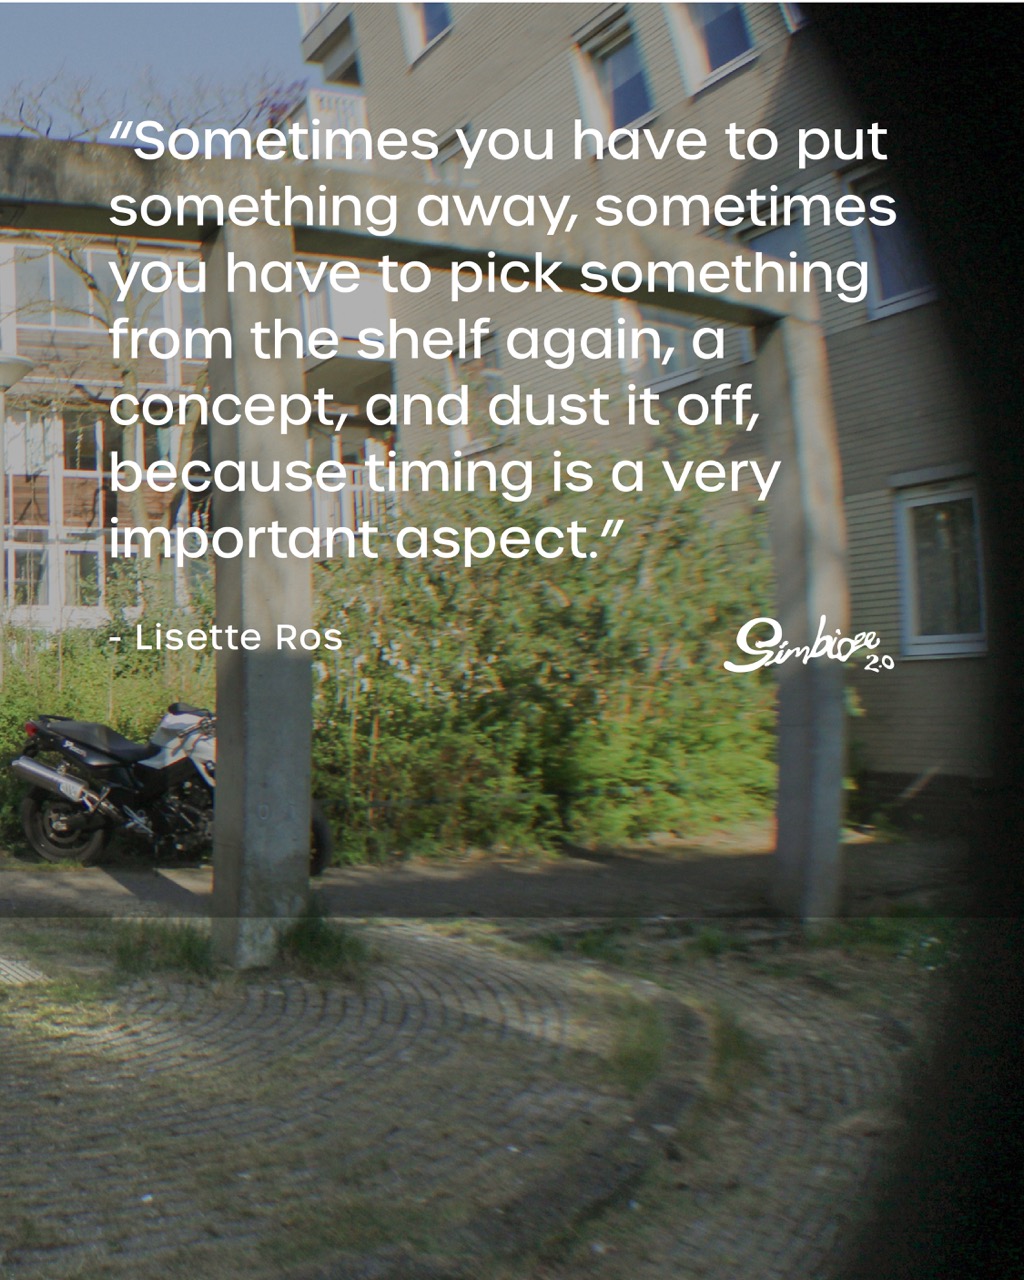 “Sometimes you have to put
something away, sometimes
you have to pick something
from the shelf again, a
concept, and dust it off,
because timing is a very
important aspect.”
- Lisette Ros
Simbiose
2.0